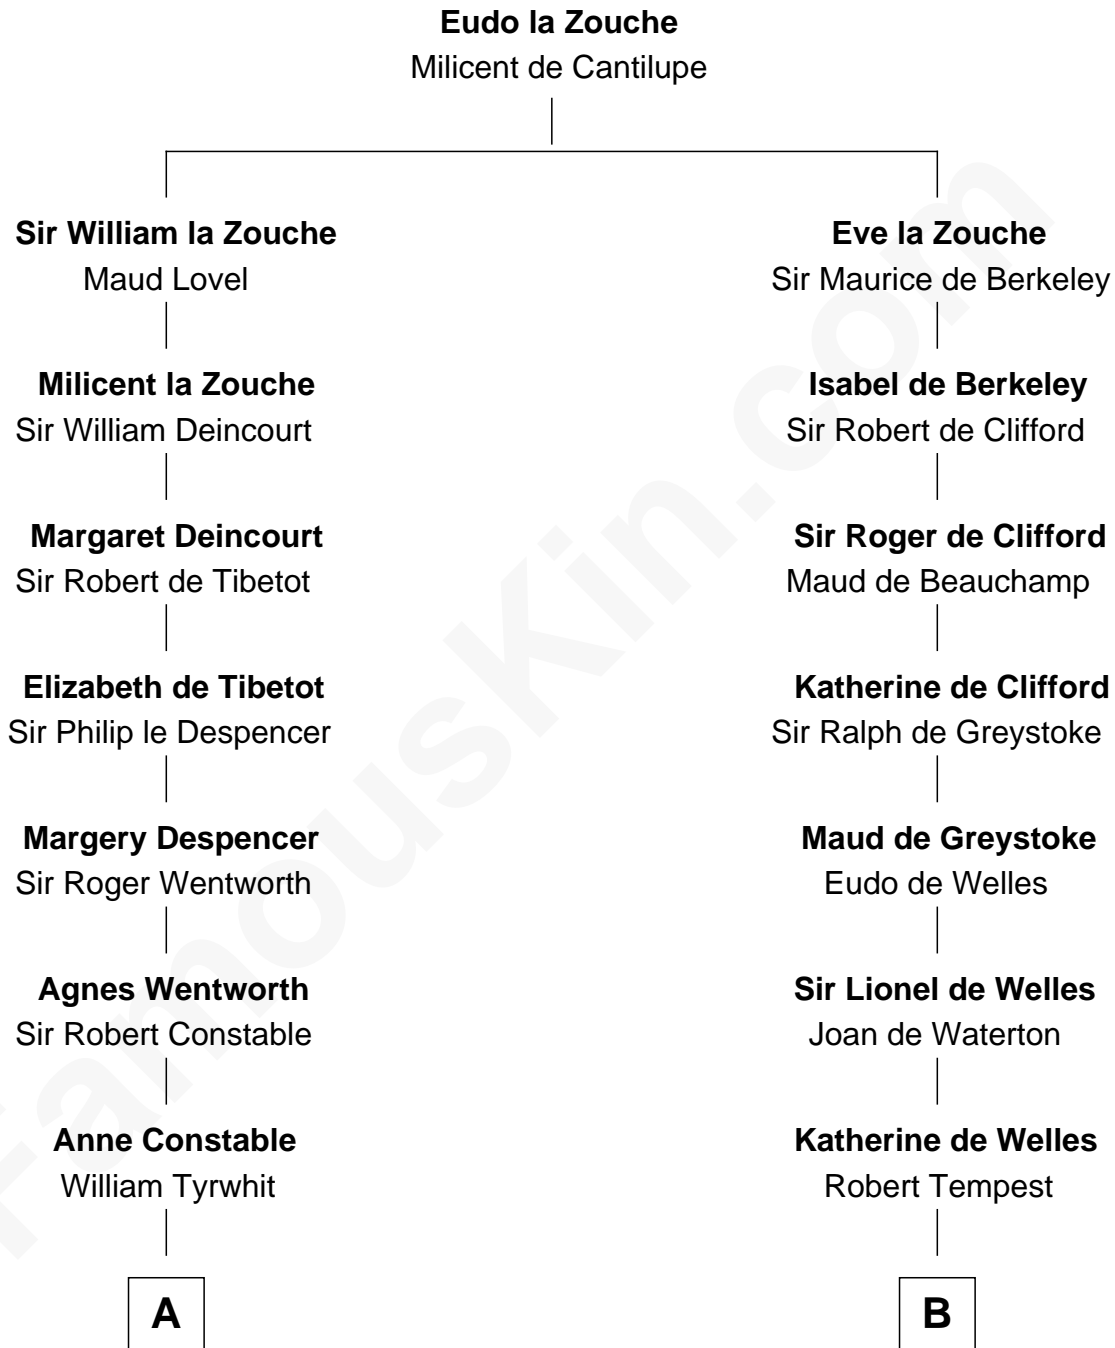 Eudo la Zouche
Milicent de Cantilupe
Sir William la Zouche
Maud Lovel
Milicent la Zouche
Sir William Deincourt
Margaret Deincourt
Sir Robert de Tibetot
Elizabeth de Tibetot
Sir Philip le Despencer
Margery Despencer
Sir Roger Wentworth
Agnes Wentworth
Sir Robert Constable
Anne Constable
William Tyrwhit
A
Eve la Zouche
Sir Maurice de Berkeley
Isabel de Berkeley
Sir Robert de Clifford
Sir Roger de Clifford
Maud de Beauchamp
Katherine de Clifford
Sir Ralph de Greystoke
Maud de Greystoke
Eudo de Welles
Sir Lionel de Welles
Joan de Waterton
Katherine de Welles
Robert Tempest
B
FamousKin.com